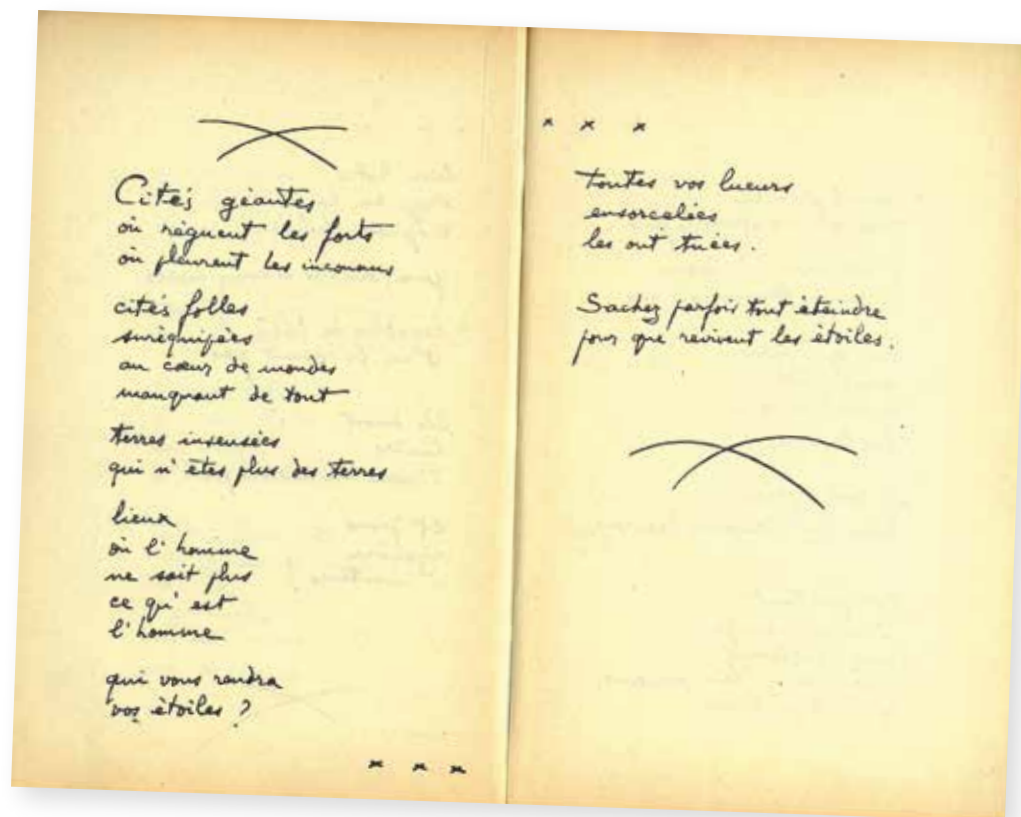 Cités géantes
où règnent les forts
où pleurent les inconnus
cités folles
suréquipées
au cœur de mondes
manquant de tout
terres insensées
qui n'êtes plus des terres
lieux
où l'homme
ne sait plus
ce qu'est
l'homme
qui vous rendra
vos étoiles ?
x x x
x x x
toutes vos lueurs
ensorcelées
les ont tuées.
Sachez parfois tout éteindre
pour que revivent les étoiles.